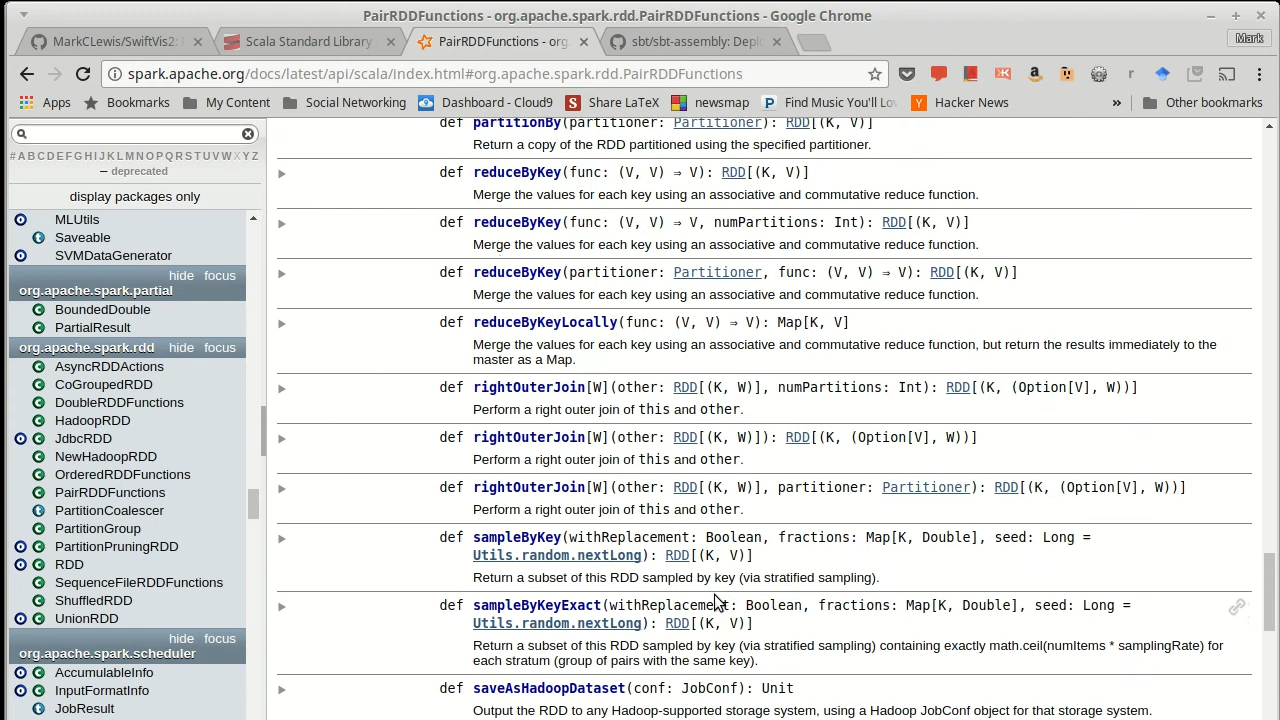 PairRDDFunctions - org.apache.spark.rdd.PairRDDFunctions - Google Chrome
MarkCLewis/SwiftVis2:
Scala Standard Library
PairRDDFunctions - org.
sbt/sbt-assembly: Depl
Mark
spark.apache.org/docs/latest/api/scala/index.html#org.apache.spark.rdd.PairRDDFunctions
Apps
Bookmarks
My Content
Social Networking
Dashboard - Cloud9
Share LaTeX
newsmap
Find Music You'll Lo
Hacker News
»
Other bookmarks
#ABCDEFGHIJKLMNOPQRSTUVWXYZ
– deprecated
display packages only
MLUtils
Saveable
SVMDataGenerator
hide focus
org.apache.spark.partial
BoundedDouble
PartialResult
org.apache.spark.rdd hide focus
AsyncRDDActions
CoGroupedRDD
DoubleRDDFunctions
HadoopRDD
JdbcRDD
NewHadoopRDD
OrderedRDDFunctions
PairRDDFunctions
PartitionCoalescer
PartitionGroup
PartitionPruningRDD
RDD
SequenceFileRDDFunctions
ShuffledRDD
UnionRDD
hide focus
org.apache.spark.scheduler
AccumulableInfo
InputFormatInfo
JobResult
def partitionBy(partitioner: Partitioner): RDD[(K, V)]
Return a copy of the RDD partitioned using the specified partitioner.
def reduceByKey(func: (V, V) ⇒ V): RDD[(K, V)]
Merge the values for each key using an associative and commutative reduce function.
def reduceByKey(func: (V, V) ⇒ V, numPartitions: Int): RDD[(K, V)]
Merge the values for each key using an associative and commutative reduce function.
def reduceByKey(partitioner: Partitioner, func: (V, V) ⇒ V): RDD[(K, V)]
Merge the values for each key using an associative and commutative reduce function.
def reduceByKeyLocally(func: (V, V) ⇒ V): Map[K, V]
Merge the values for each key using an associative and commutative reduce function, but return the results immediately to the
master as a Map.
def rightOuterJoin[W](other: RDD[(K, W)], numPartitions: Int): RDD[(K, (Option[V], W))]
Perform a right outer join of this and other.
def rightOuterJoin[W](other: RDD[(K, W)]): RDD[(K, (Option[V], W))]
Perform a right outer join of this and other.
def rightOuterJoin[W](other: RDD[(K, W)], partitioner: Partitioner): RDD[(K, (Option[V], W))]
Perform a right outer join of this and other.
def sampleByKey(withReplacement: Boolean, fractions: Map[K, Double], seed: Long =
Utils.random.nextLong): RDD[(K, V)]
Return a subset of this RDD sampled by key (via stratified sampling).
def sampleByKeyExact(withReplacement: Boolean, fractions: Map[K, Double], seed: Long =
Utils.random.nextLong): RDD[(K, V)]
Return a subset of this RDD sampled by key (via stratified sampling) containing exactly math.ceil(numItems * samplingRate) for
each stratum (group of pairs with the same key).
def saveAsHadoopDataset(conf: JobConf): Unit
Output the RDD to any Hadoop-supported storage system, using a Hadoop JobConf object for that storage system.